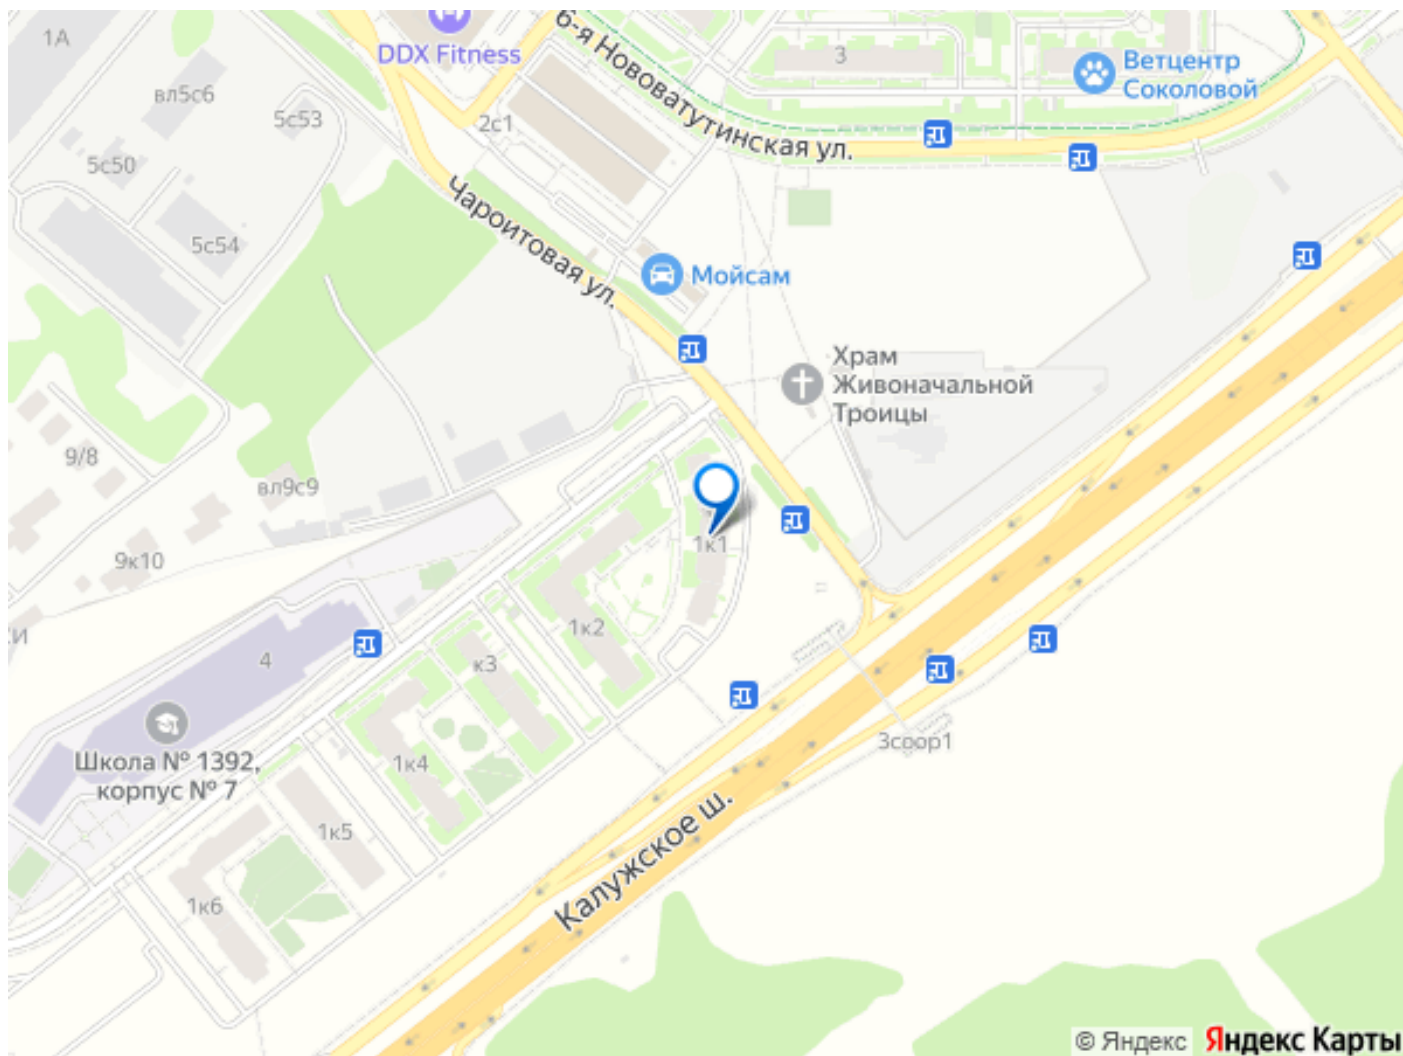 1А
DDX Fitness
6-я Нововатутинская ул.
3
Ветцентр
Соколовой
вл5с6
5с53
2с1
5с50
Чароитовая ул.
5с54
Мойсам
Храм
Живоначальной
Троицы
9/8
вл9с9
1к1
9к10
1к2
КИ
4
к3
Школа № 1392,
корпус № 7
1к4
3соор1
1к5
Калужское ш.
1к6
© Яндекс Яндекс Карты